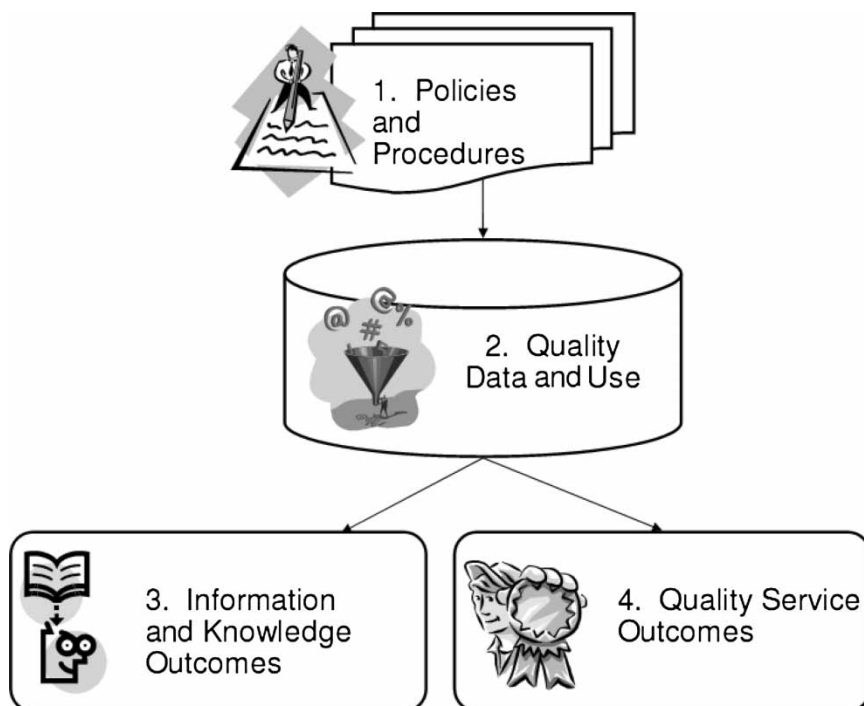 1. Policies
and
Procedures
@ @ %
#
2. Quality
Data and Use
3. Information
and Knowledge
Outcomes
4. Quality Service
Outcomes